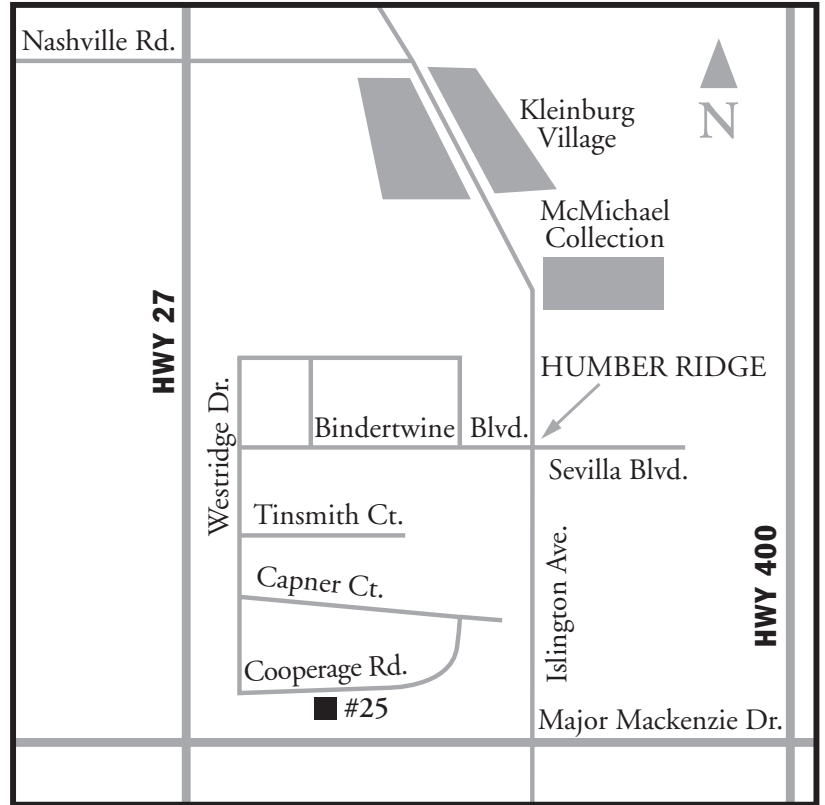 Nashville Rd.
Kleinburg
Village
N
McMichael
Collection
HWY 27
HUMBER RIDGE
Westridge Dr.
Bindertwine Blvd.
Sevilla Blvd.
Tinsmith Ct.
Islington Ave.
HWY 400
Capner Ct.
Cooperage Rd.
#25
Major Mackenzie Dr.